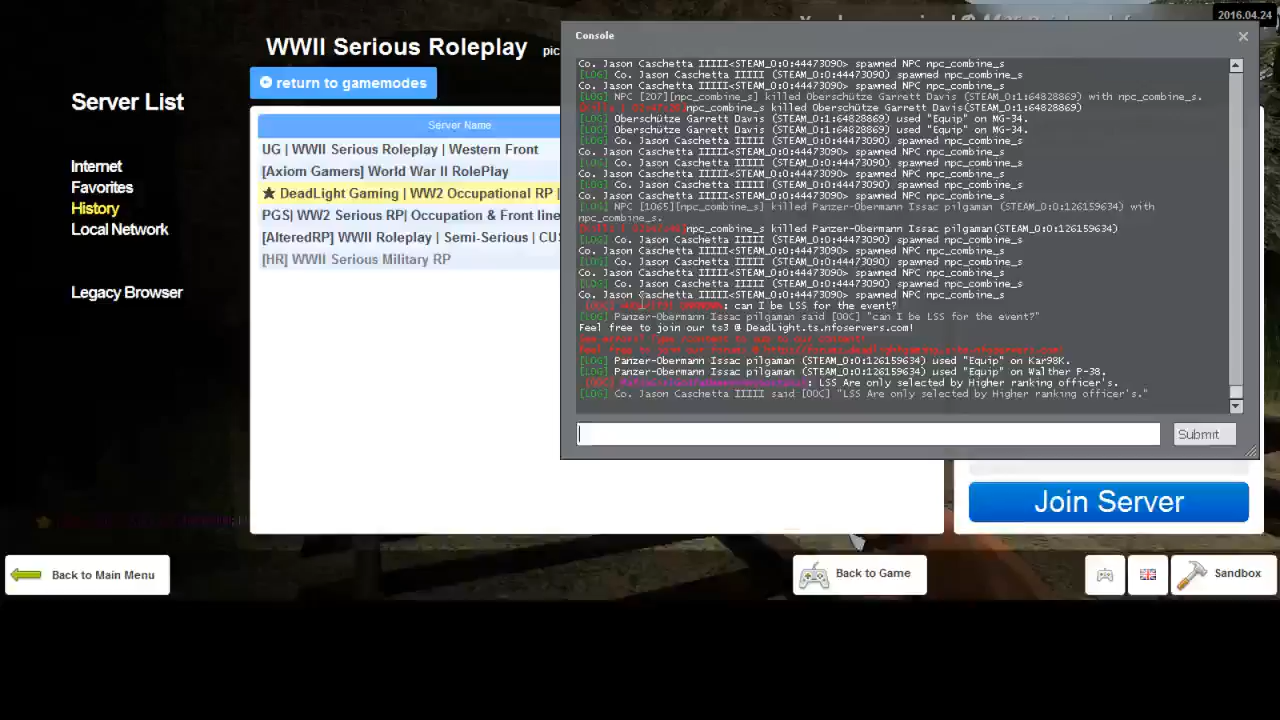 2016.04.24
WWII Serious Roleplay pic
return to gamemodes
Server List
Internet
Favorites
History
Local Network
Legacy Browser
Server Name
UG | WWII Serious Roleplay | Western Front
[Axiom Gamers] World War II RolePlay
★ DeadLight Gaming | WW2 Occupational RP |
PGS| WW2 Serious RP| Occupation & Front line
[AlteredRP] WWII Roleplay | Semi-Serious | CUS
[HR] WWII Serious Military RP
Console
Co. Jason Caschetta IIIII<STEAM_0:0:44473090> spawned NPC npc_combine_s
[LOG] Co. Jason Caschetta IIIII (STEAM_0:0:44473090) spawned npc_combine_s
Co. Jason Caschetta IIIII<STEAM_0:0:44473090> spawned NPC npc_combine_s
[LOG] NPC [207][npc_combine_s] killed Oberschütze Garrett Davis (STEAM_0:1:64828869) with npc_combine_s.
npc_combine_s killed Oberschütze Garrett Davis(STEAM_0:1:64828869)
[LOG] Oberschütze Garrett Davis (STEAM_0:1:64828869) used "Equip" on MG-34.
[LOG] Oberschütze Garrett Davis (STEAM_0:1:64828869) used "Equip" on MG-34.
[LOG] Co. Jason Caschetta IIIII (STEAM_0:0:44473090) spawned npc_combine_s
Co. Jason Caschetta IIIII<STEAM_0:0:44473090> spawned NPC npc_combine_s
[LOG] Co. Jason Caschetta IIIII (STEAM_0:0:44473090) spawned npc_combine_s
Co. Jason Caschetta IIIII<STEAM_0:0:44473090> spawned NPC npc_combine_s
[LOG] Co. Jason Caschetta IIIII (STEAM_0:0:44473090) spawned npc_combine_s
Co. Jason Caschetta IIIII<STEAM_0:0:44473090> spawned NPC npc_combine_s
[LOG] NPC [1065][npc_combine_s] killed Panzer-Obermann Issac pilgaman (STEAM_0:0:126159634) with
npc_combine_s.
npc_combine_s killed Panzer-Obermann Issac pilgaman(STEAM_0:0:126159634)
[LOG] Co. Jason Caschetta IIIII (STEAM_0:0:44473090) spawned npc_combine_s
Co. Jason Caschetta IIIII<STEAM_0:0:44473090> spawned NPC npc_combine_s
[LOG] Co. Jason Caschetta IIIII (STEAM_0:0:44473090) spawned npc_combine_s
Co. Jason Caschetta IIIII<STEAM_0:0:44473090> spawned NPC npc_combine_s
[LOG] Co. Jason Caschetta IIIII (STEAM_0:0:44473090) spawned npc_combine_s
Co. Jason Caschetta IIIII<STEAM_0:0:44473090> spawned NPC npc_combine_s
[OOC] : can I be LSS for the event?
[LOG] Panzer-Obermann Issac pilgaman said [OOC] "can I be LSS for the event?"
Feel free to join our ts3 @ DeadLight.ts.nfoservers.com!
[LOG] Panzer-Obermann Issac pilgaman (STEAM_0:0:126159634) used "Equip" on Kar98K.
[LOG] Panzer-Obermann Issac pilgaman (STEAM_0:0:126159634) used "Equip" on Walther P-38.
[OOC] : LSS Are only selected by Higher ranking officer's.
[LOG] Co. Jason Caschetta IIIII said [OOC] "LSS Are only selected by Higher ranking officer's."
Submit
Join Server
Back to Main Menu
Back to Game
Sandbox